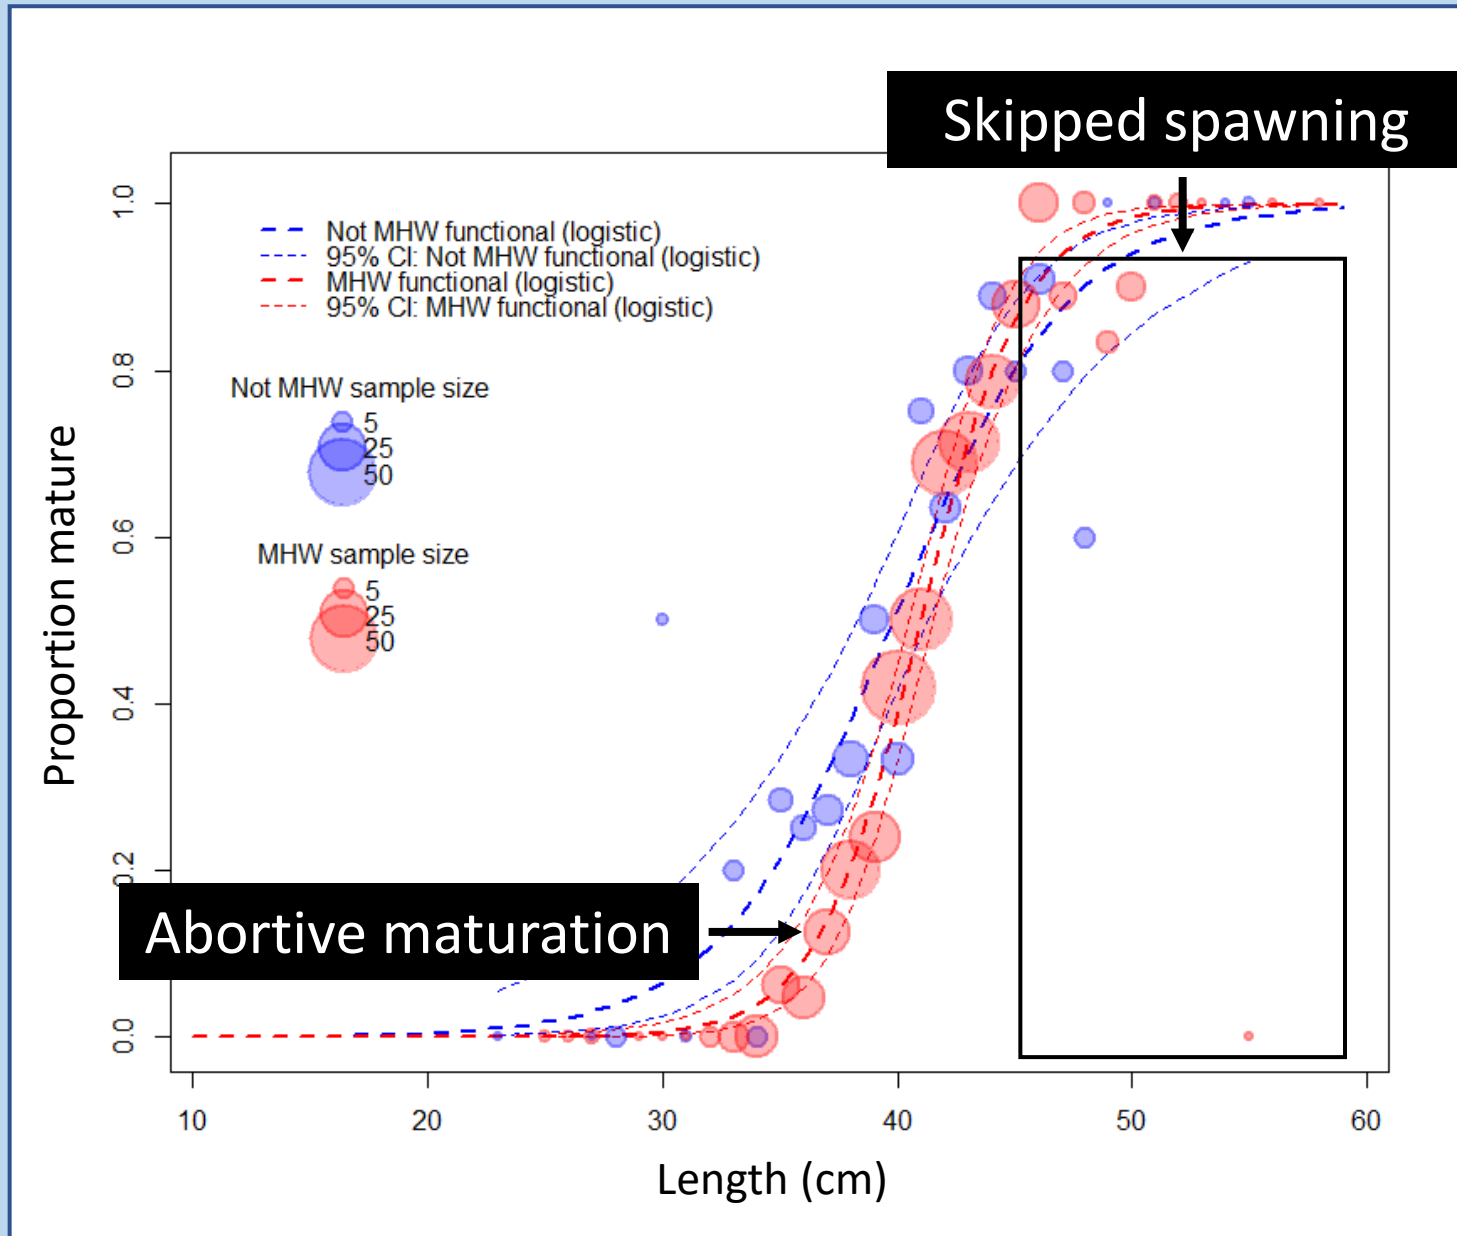 Skipped spawning
Not MHW functional (logistic)
95% CI: Not MHW functional (logistic)
MHW functional (logistic)
95% CI: MHW functional (logistic)
Not MHW sample size
5
25
50
MHW sample size
5
25
50
Abortive maturation
Proportion mature
1.0
0.8
0.6
0.4
0.2
0.0
10 20 30 40 50 60
Length (cm)